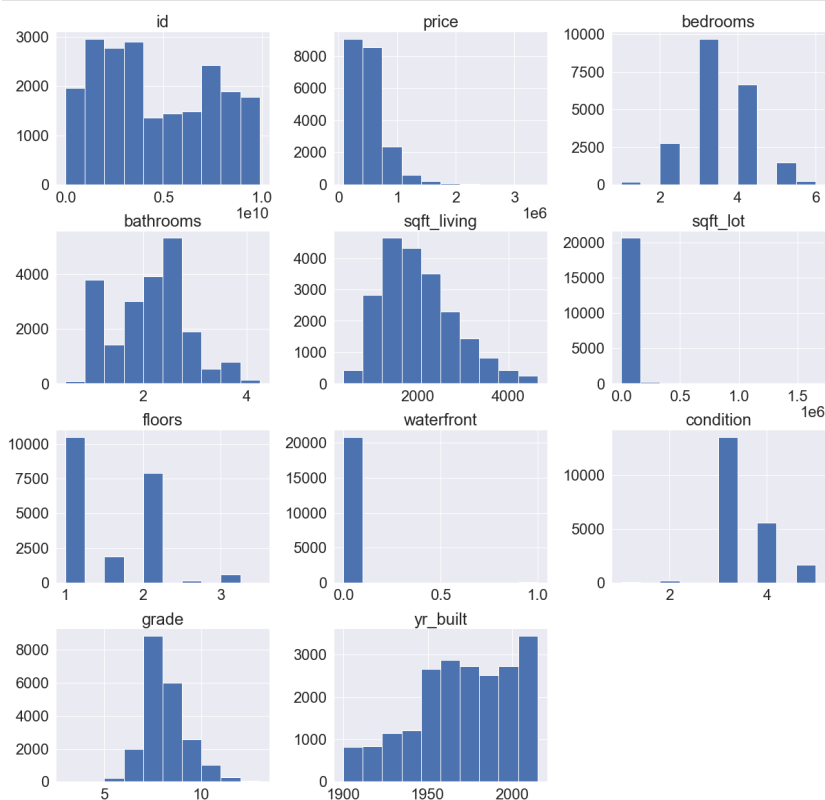 id
3000
2000
1000
0
0.0 0.5 1.0
1e10
price
8000
6000
4000
2000
0
0 1 2 3
1e6
bedrooms
10000
7500
5000
2500
0
2 4 6
bathrooms
4000
2000
0
2 4
sqft_living
4000
3000
2000
1000
0
2000 4000
sqft_lot
20000
15000
10000
5000
0
0.0 0.5 1.0 1.5
1e6
floors
10000
7500
5000
2500
0
1 2 3
waterfront
20000
15000
10000
5000
0
0.0 0.5 1.0
condition
10000
5000
0
2 4
grade
8000
6000
4000
2000
0
5 10
yr_built
3000
2000
1000
0
1900 1950 2000